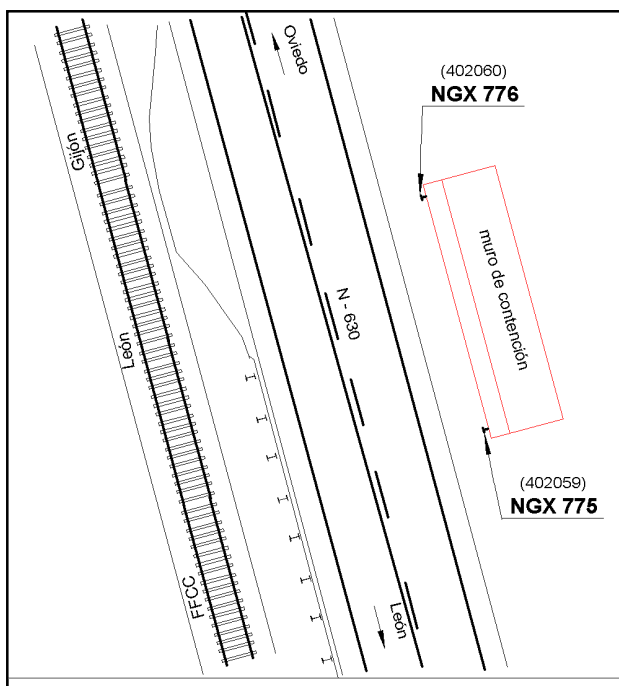 Oviedo
(402060)
NGX 776
Gijón
muro de contención
N - 630
León
(402059)
NGX 775
FFCC
León